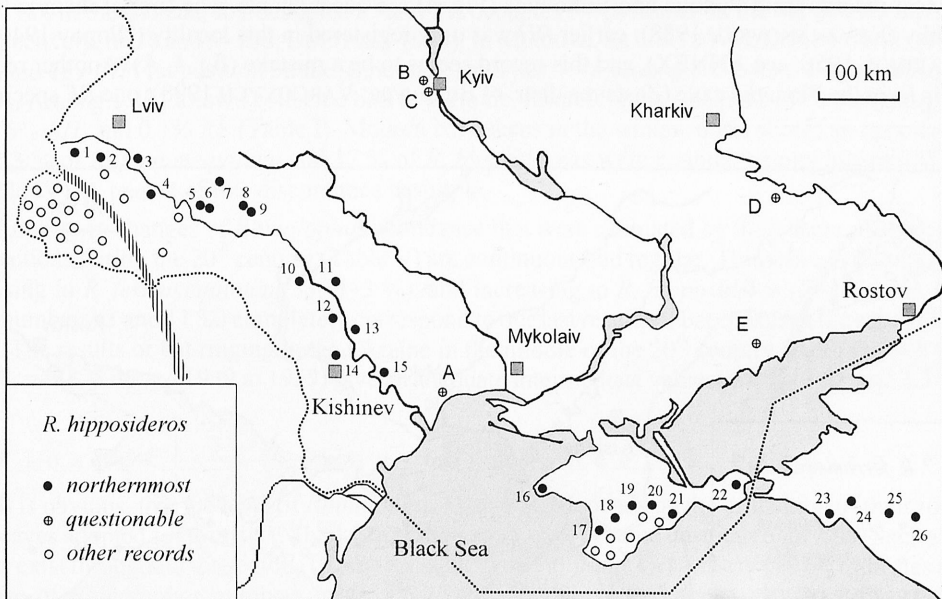 B
C
Kyiv
100 km
Lviv
Kharkiv
1
2
3
4
5
6
7
8
9
D
10
11
12
13
14
15
Kishinev
A
Mykolaiv
E
Rostov
R. hipposideros
northernmost
questionable
other records
Black Sea
16
17
18
19
20
21
22
23
24
25
26